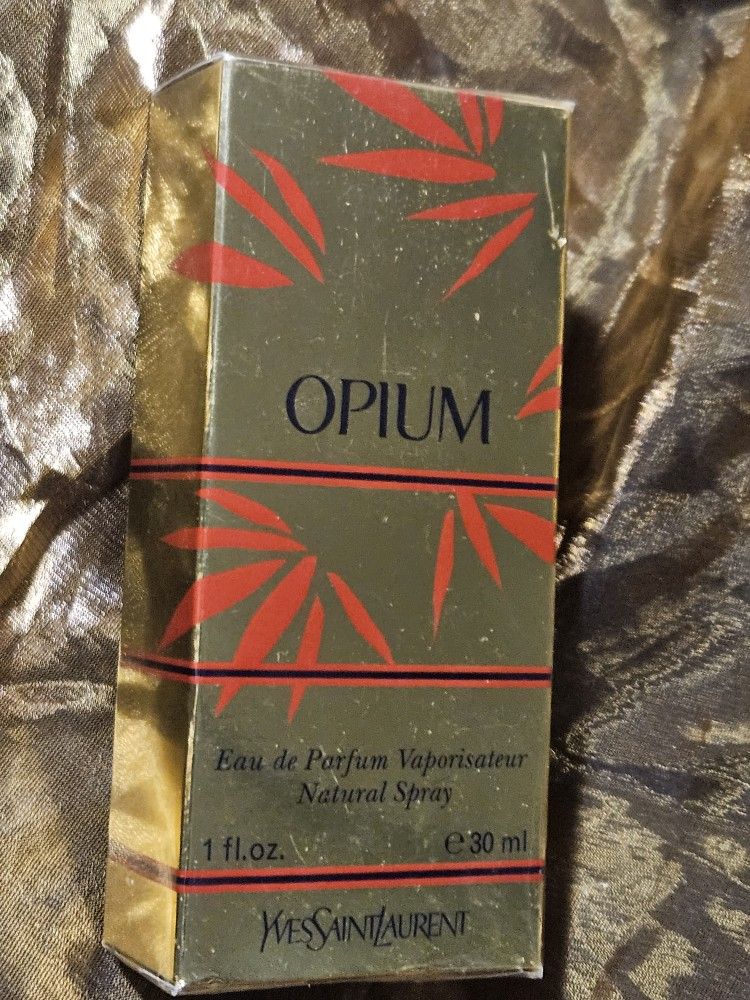 OPIUM
Eau de Parfum Vaporisateur
Natural Spray
1 fl.oz. ℮ 30 ml
YVESSAINTLAURENT